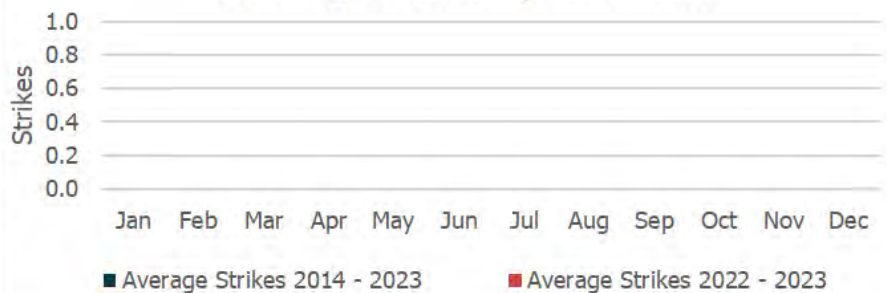 1.0
0.8
0.6
0.4
0.2
0.0
Strikes
Jan Feb Mar Apr May Jun Jul Aug Sep Oct Nov Dec
Average Strikes 2014 - 2023 Average Strikes 2022 - 2023